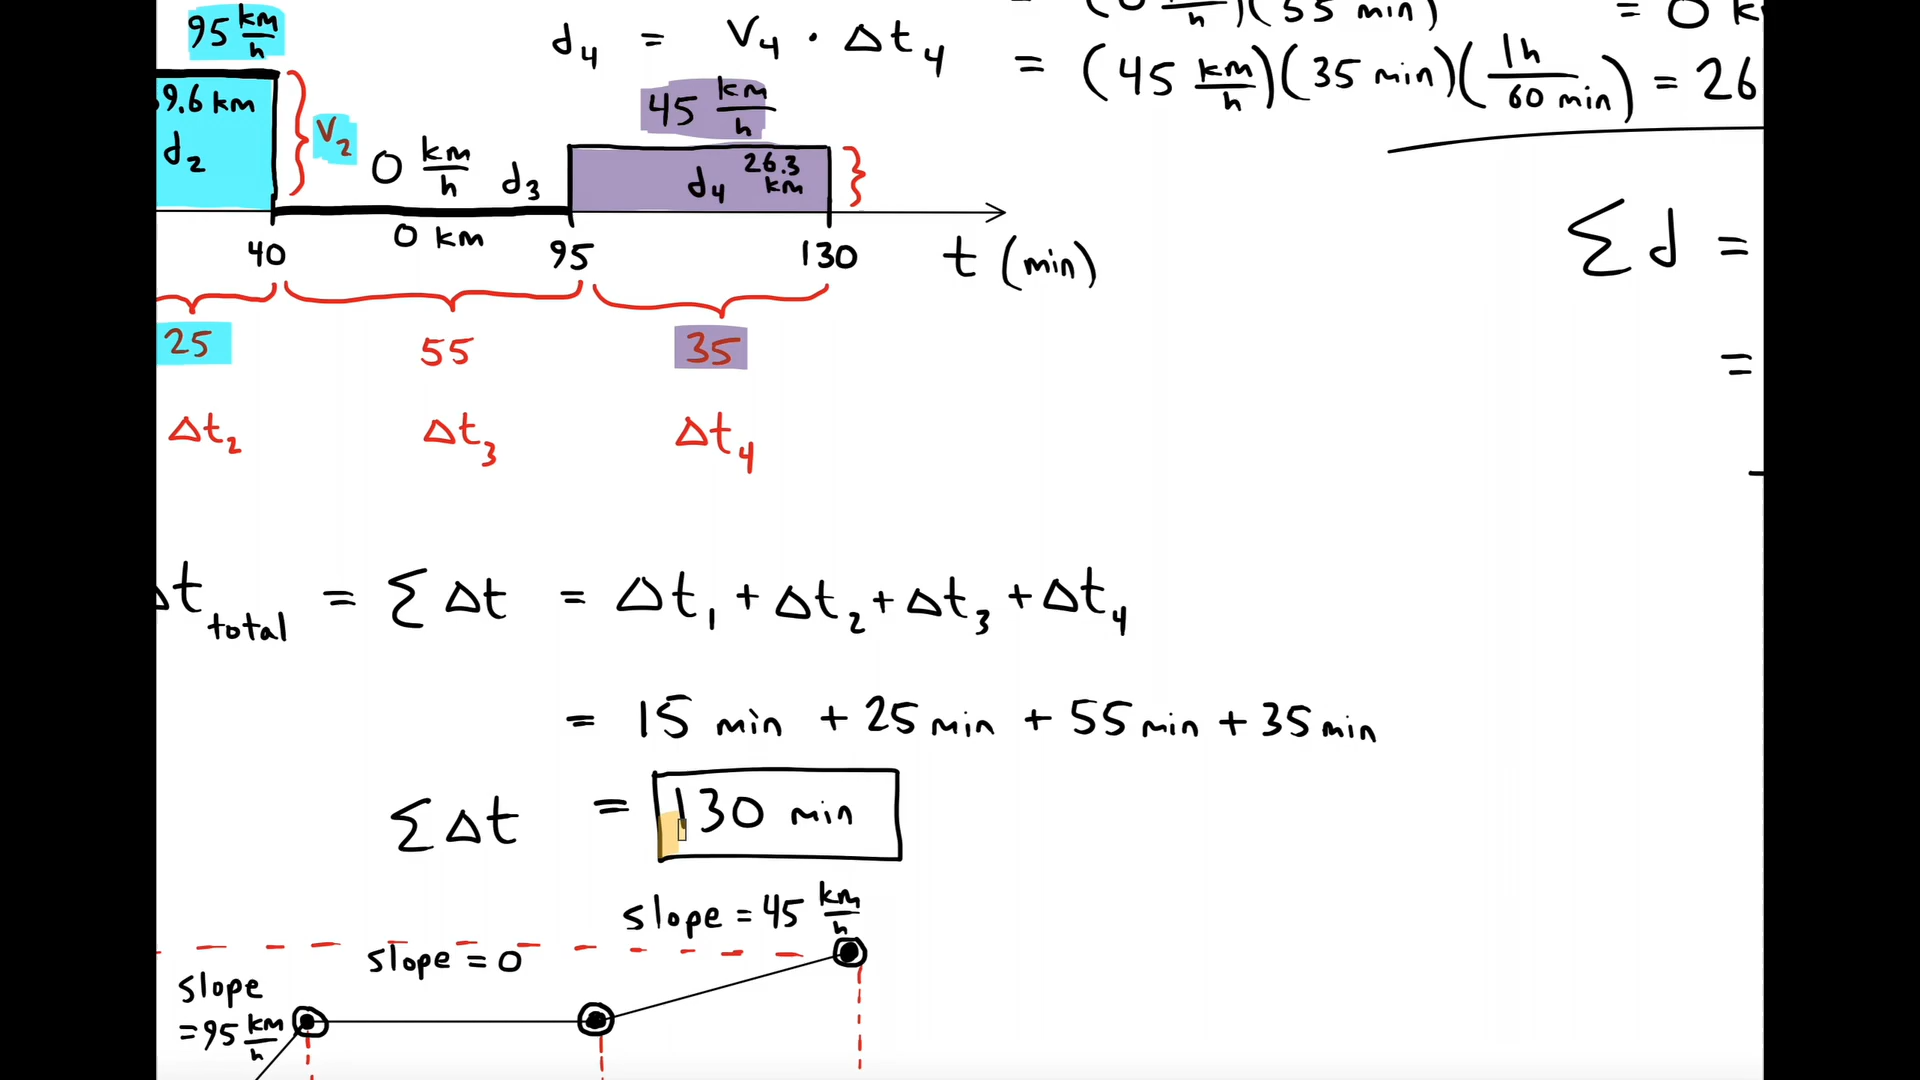 95 km/h
d₄ = v₄ · Δt₄
min)
= (45 km/h)(35 min)(1h/60 min) = 26
9.6 km
d₂
v₂
0 km/h
d₃
45 km/h
d₄
26.3 km
0 km
40
95
130
t (min)
Σ d =
=
25
55
35
Δt₂
Δt₃
Δt₄
Δt total = Σ Δt = Δt₁ + Δt₂ + Δt₃ + Δt₄
= 15 min + 25 min + 55 min + 35 min
Σ Δt = 130 min
slope = 45 km/h
slope = 0
slope
= 95 km/h